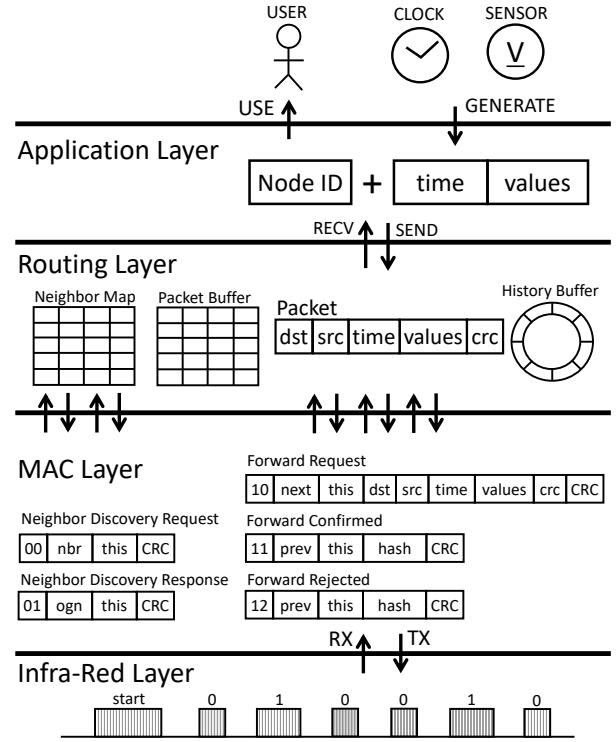 USER CLOCK SENSOR
V
USE GENERATE
Application Layer
Node ID + time values
RECV SEND
Routing Layer
Neighbor Map Packet Buffer Packet History Buffer
dst src time values crc
MAC Layer
Forward Request
10 next this dst src time values crc CRC
Neighbor Discovery Request Forward Confirmed
00 nbr this CRC 11 prev this hash CRC
Neighbor Discovery Response Forward Rejected
01 ogn this CRC 12 prev this hash CRC
RX TX
Infra-Red Layer
start 0 1 0 0 1 0